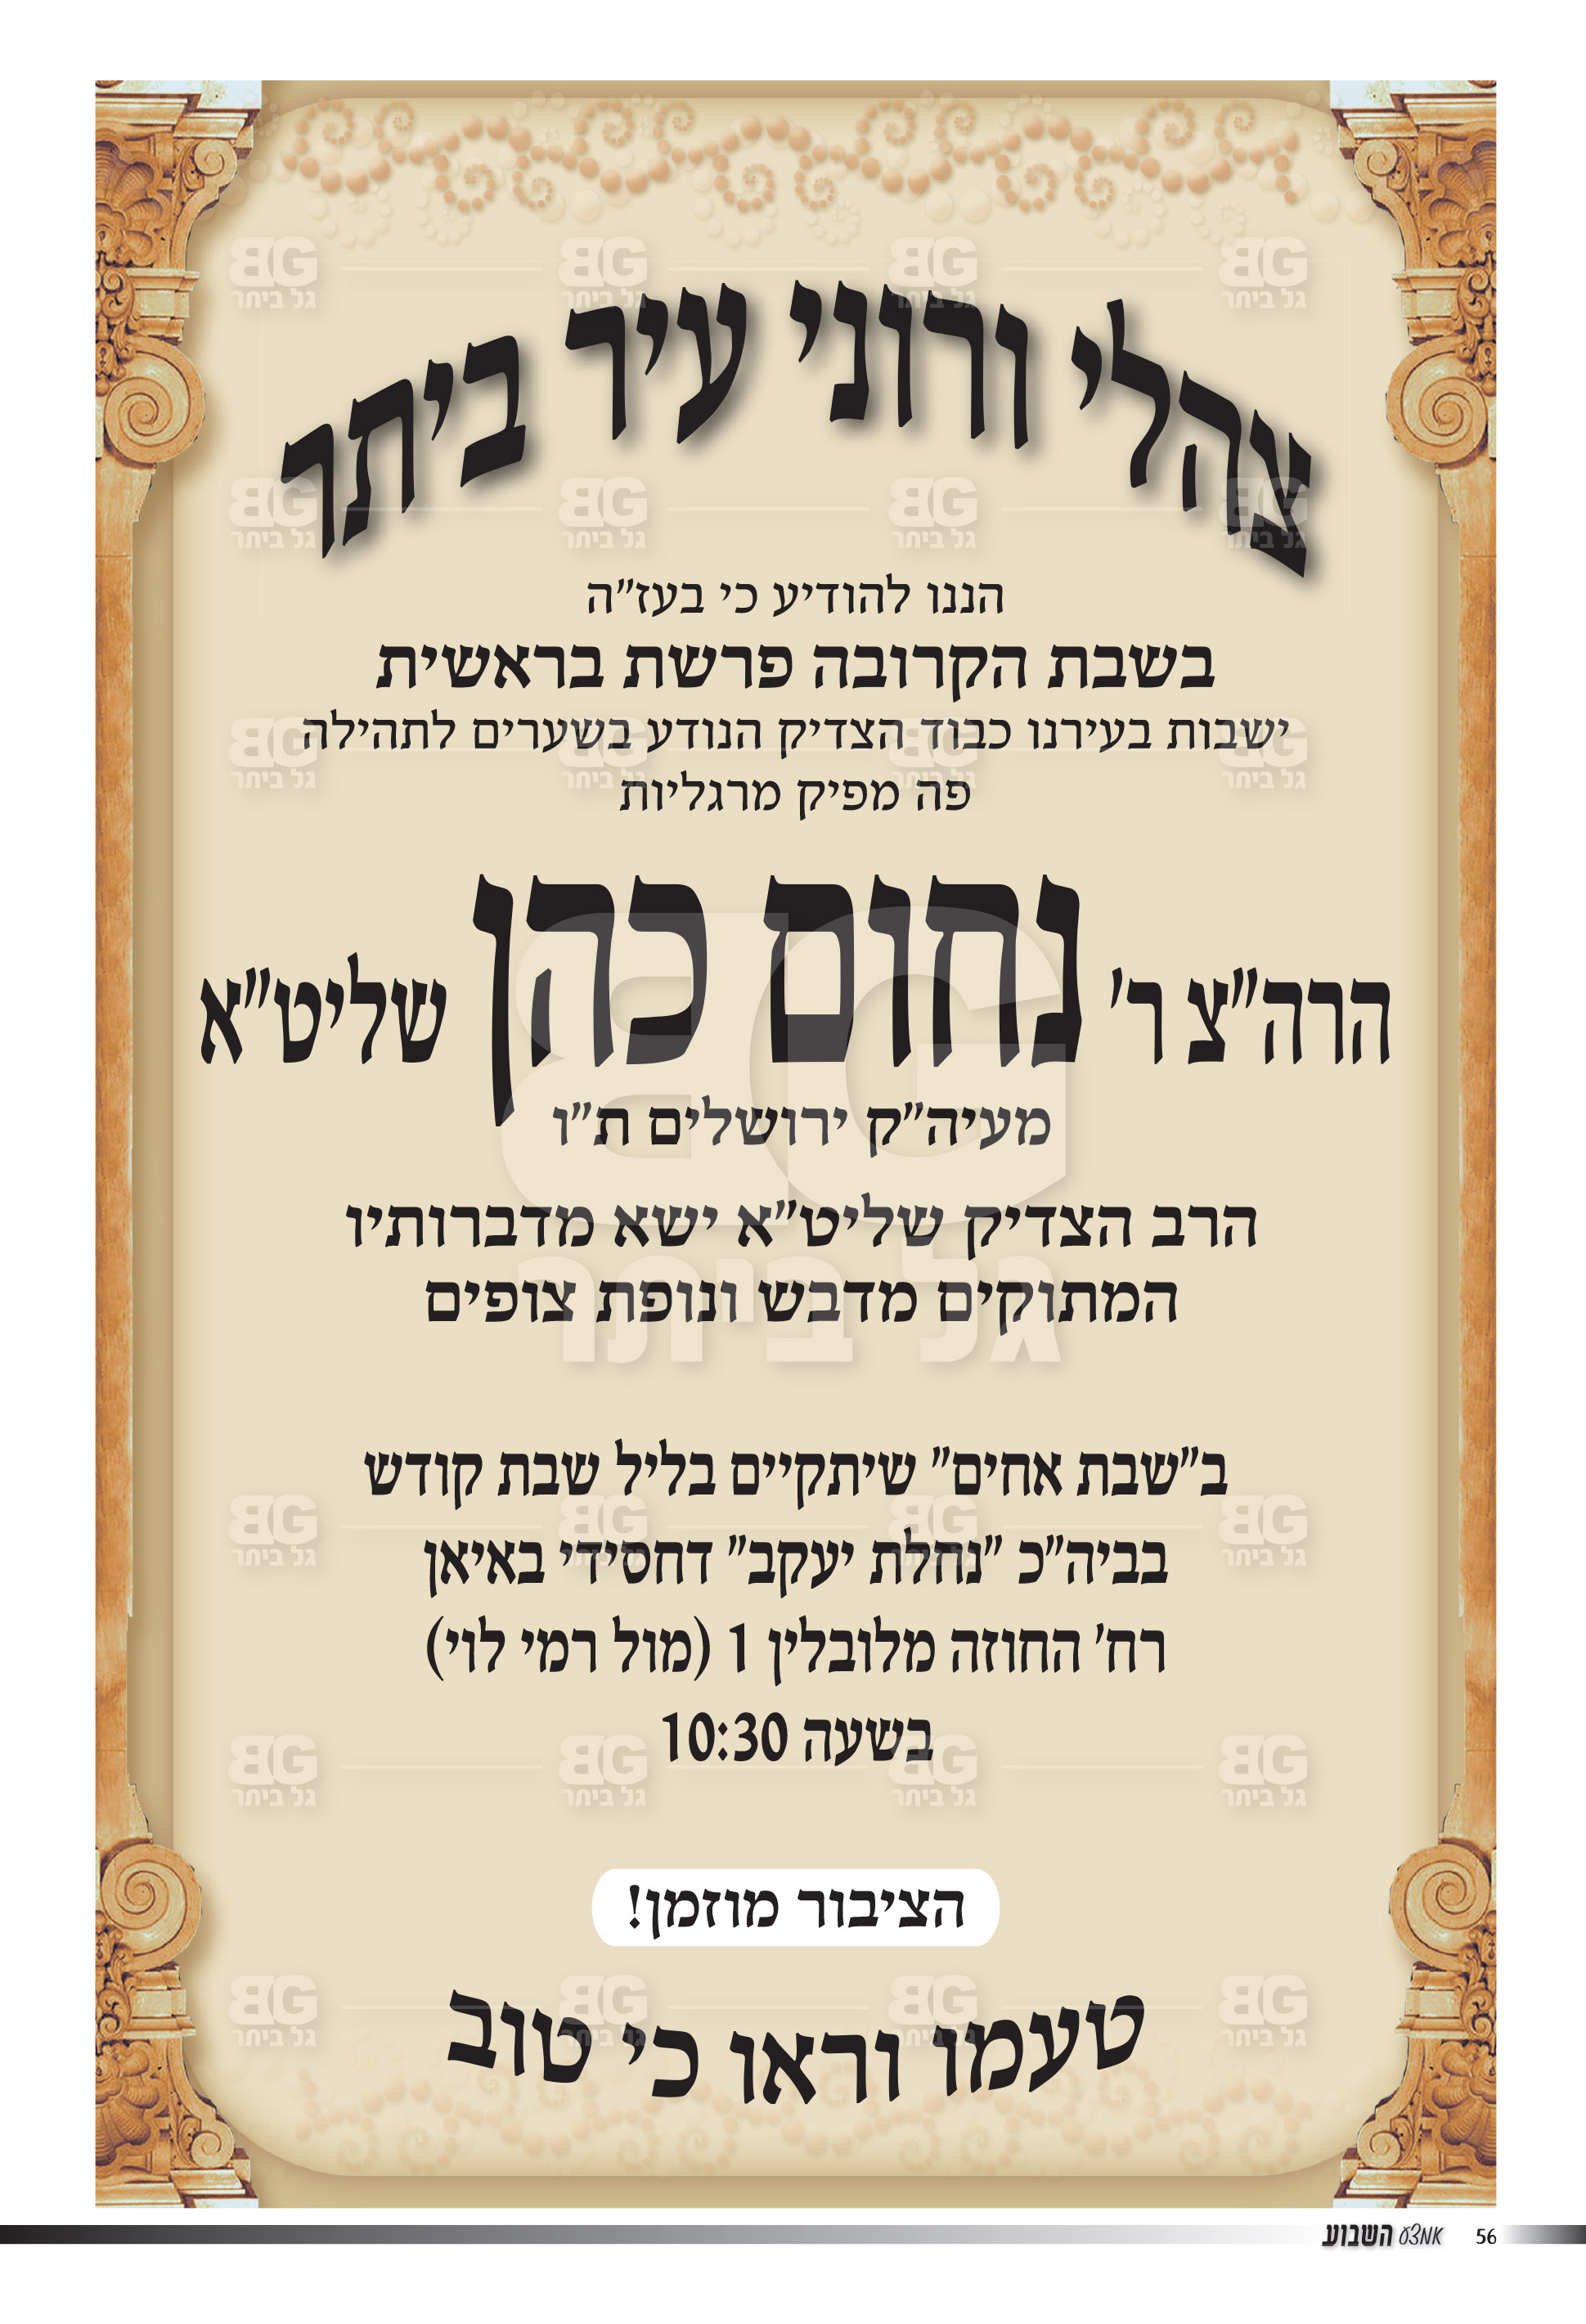 צהלי ורוני עיר ביתר
הננו להודיע כי בעז"ה
בשבת הקרובה פרשת בראשית
ישבות בעירנו כבוד הצדיק הנודע בשערים לתהילה
פה מפיק מרגליות
הרה"צ ר' נחום כהן שליט"א
מעיה"ק ירושלים ת"ו
הרב הצדיק שליט"א ישא מדברותיו
המתוקים מדבש ונופת צופים
ב"שבת אחים" שיתקיים בליל שבת קודש
בביה"כ "נחלת יעקב" דחסידי באיאן
רח' החוזה מלובלין 1 (מול רמי לוי)
בשעה 10:30
הציבור מוזמן!
טעמו וראו כי טוב
BG
גל ביתר
56 אמצע השבוע